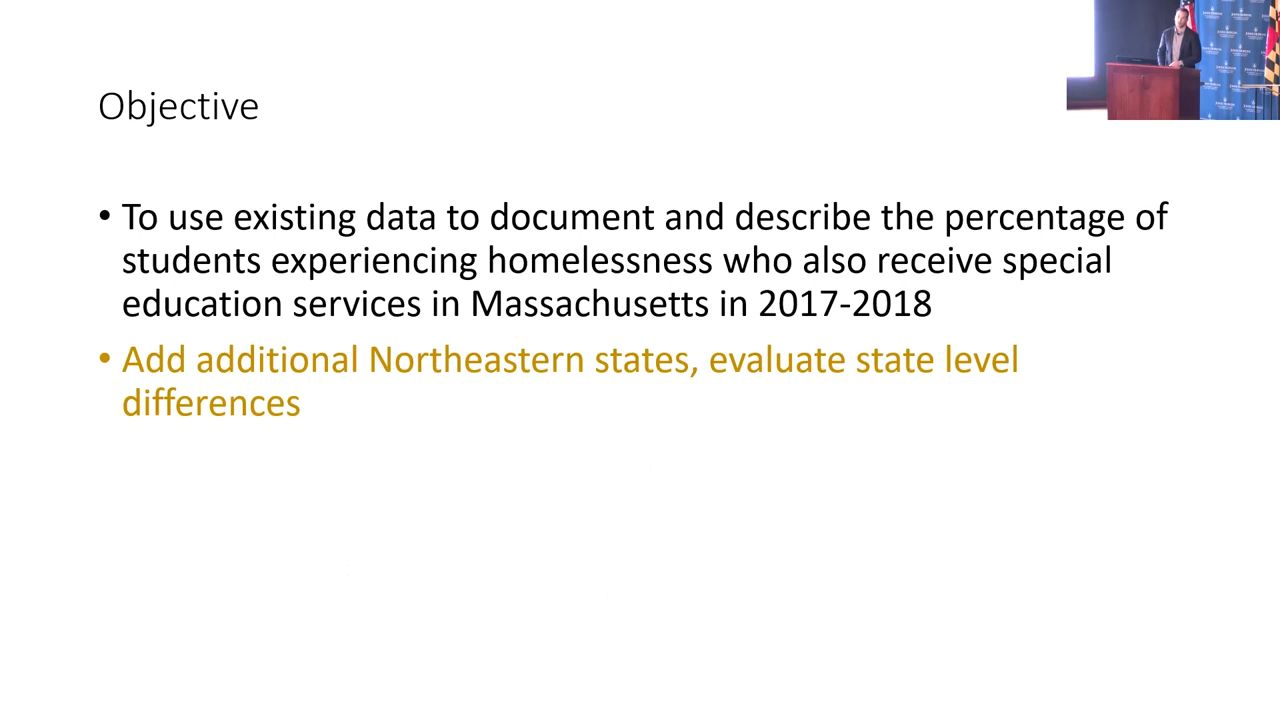 Objective
• To use existing data to document and describe the percentage of
students experiencing homelessness who also receive special
education services in Massachusetts in 2017-2018
• Add additional Northeastern states, evaluate state level
differences